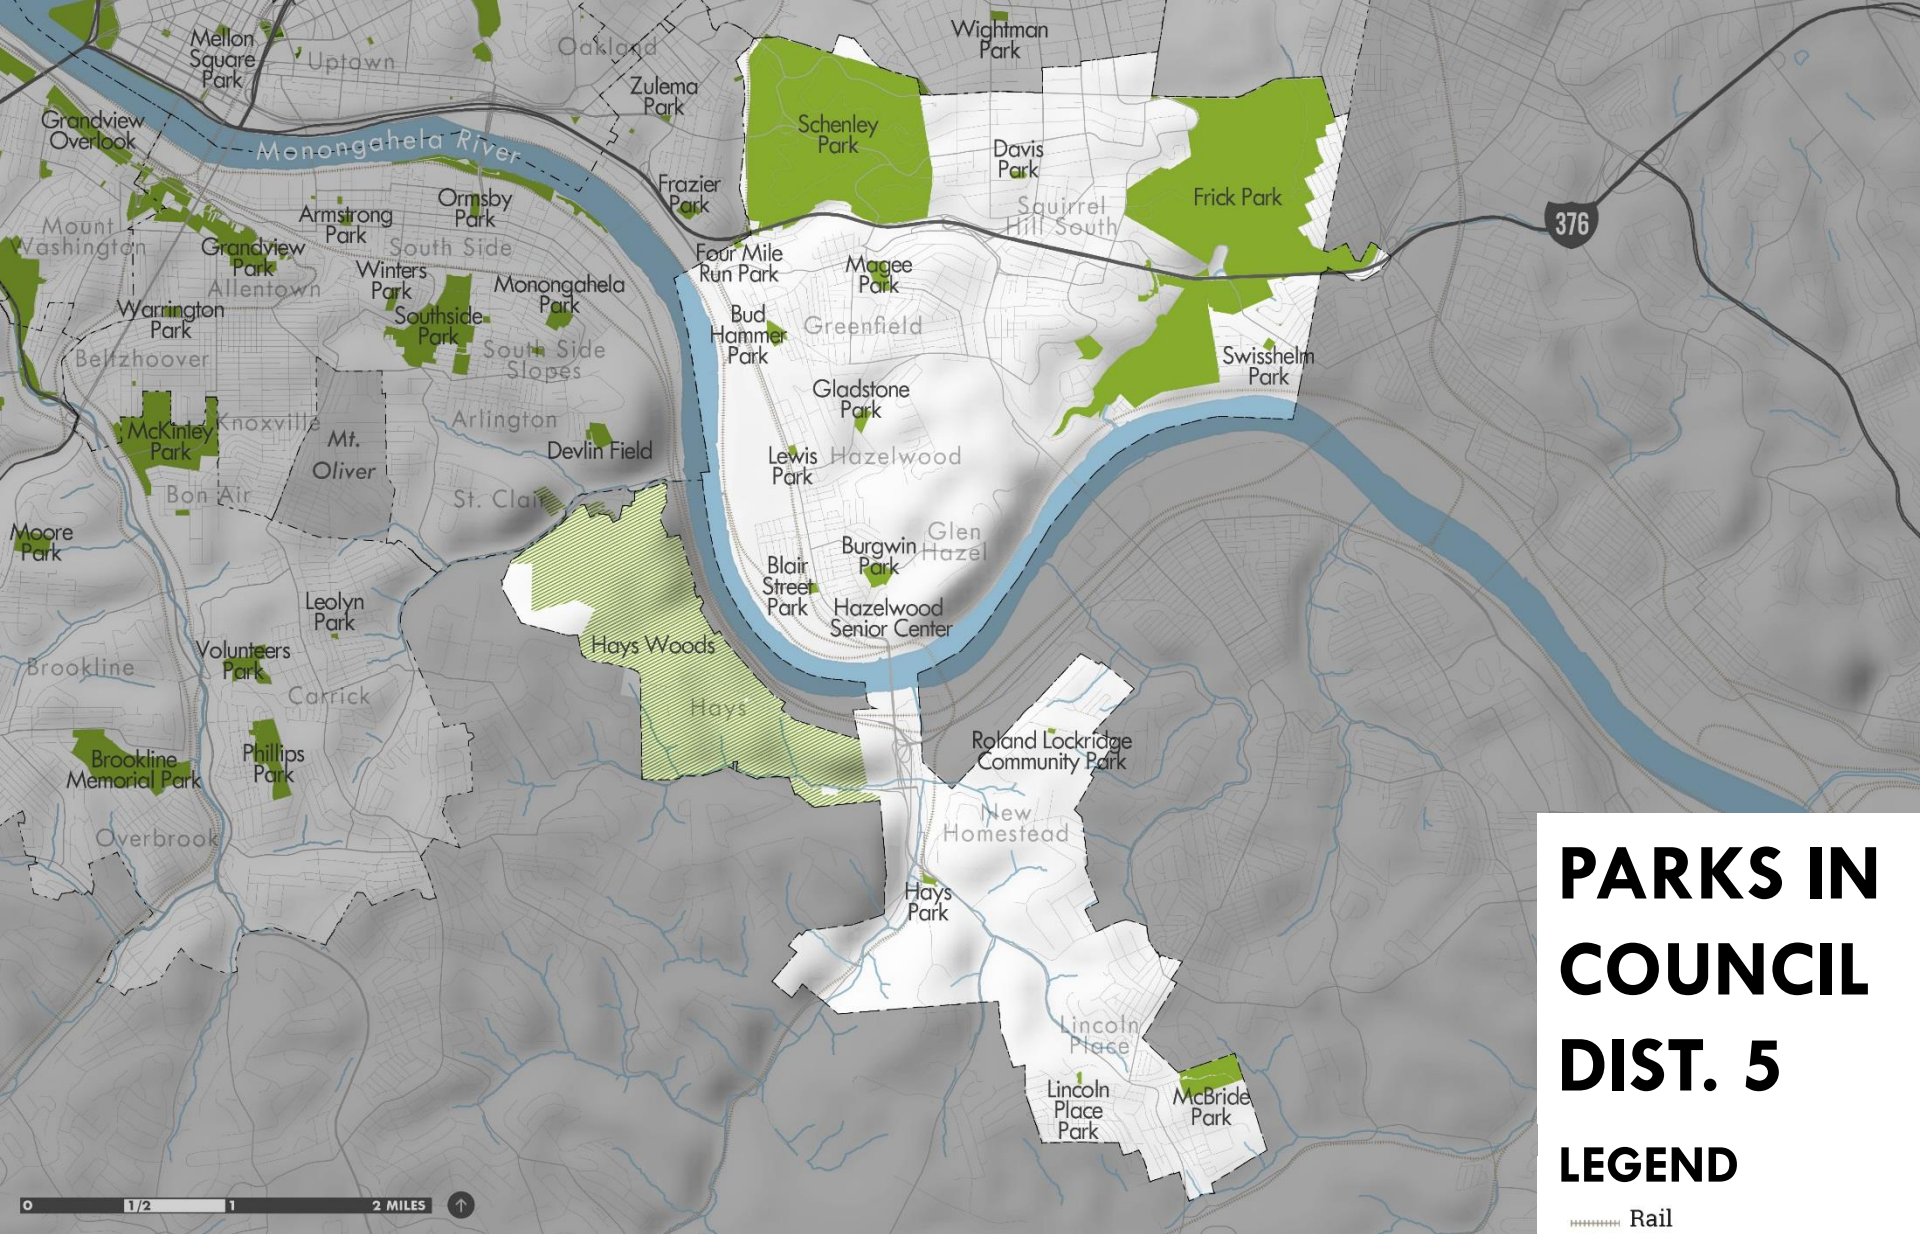 Mellon
Square
Park
Uptown
Oakland
Wightman
Park
Zulema
Park
Grandview
Overlook
Monongahela River
Schenley
Park
Davis
Park
Frick Park
Frazier
Park
Squirrel
Hill South
376
Mount
Washington
Armstrong
Park
Ormsby
Park
South Side
Grandview
Park
Allentown
Winters
Park
Monongahela
Park
Four Mile
Run Park
Magee
Park
Warrington
Park
Southside
Park
Bud
Hammer
Park
Greenfield
Beltzhoover
South Side
Slopes
Swisshelm
Park
Gladstone
Park
McKinley
Park
Knoxville
Mt.
Oliver
Arlington
Devlin Field
Lewis
Park
Hazelwood
Bon Air
St. Clair
Moore
Park
Glen
Hazel
Burgwin
Park
Blair
Street
Park
Leolyn
Park
Hazelwood
Senior Center
Volunteers
Park
Hays Woods
Brookline
Carrick
Hays
Brookline
Memorial Park
Phillips
Park
Roland Lockridge
Community Park
Overbrook
New
Homestead
Hays
Park
Lincoln
Place
Lincoln
Place
Park
McBride
Park
0 1/2 1 2 MILES
PARKS IN
COUNCIL
DIST. 5
LEGEND
Rail